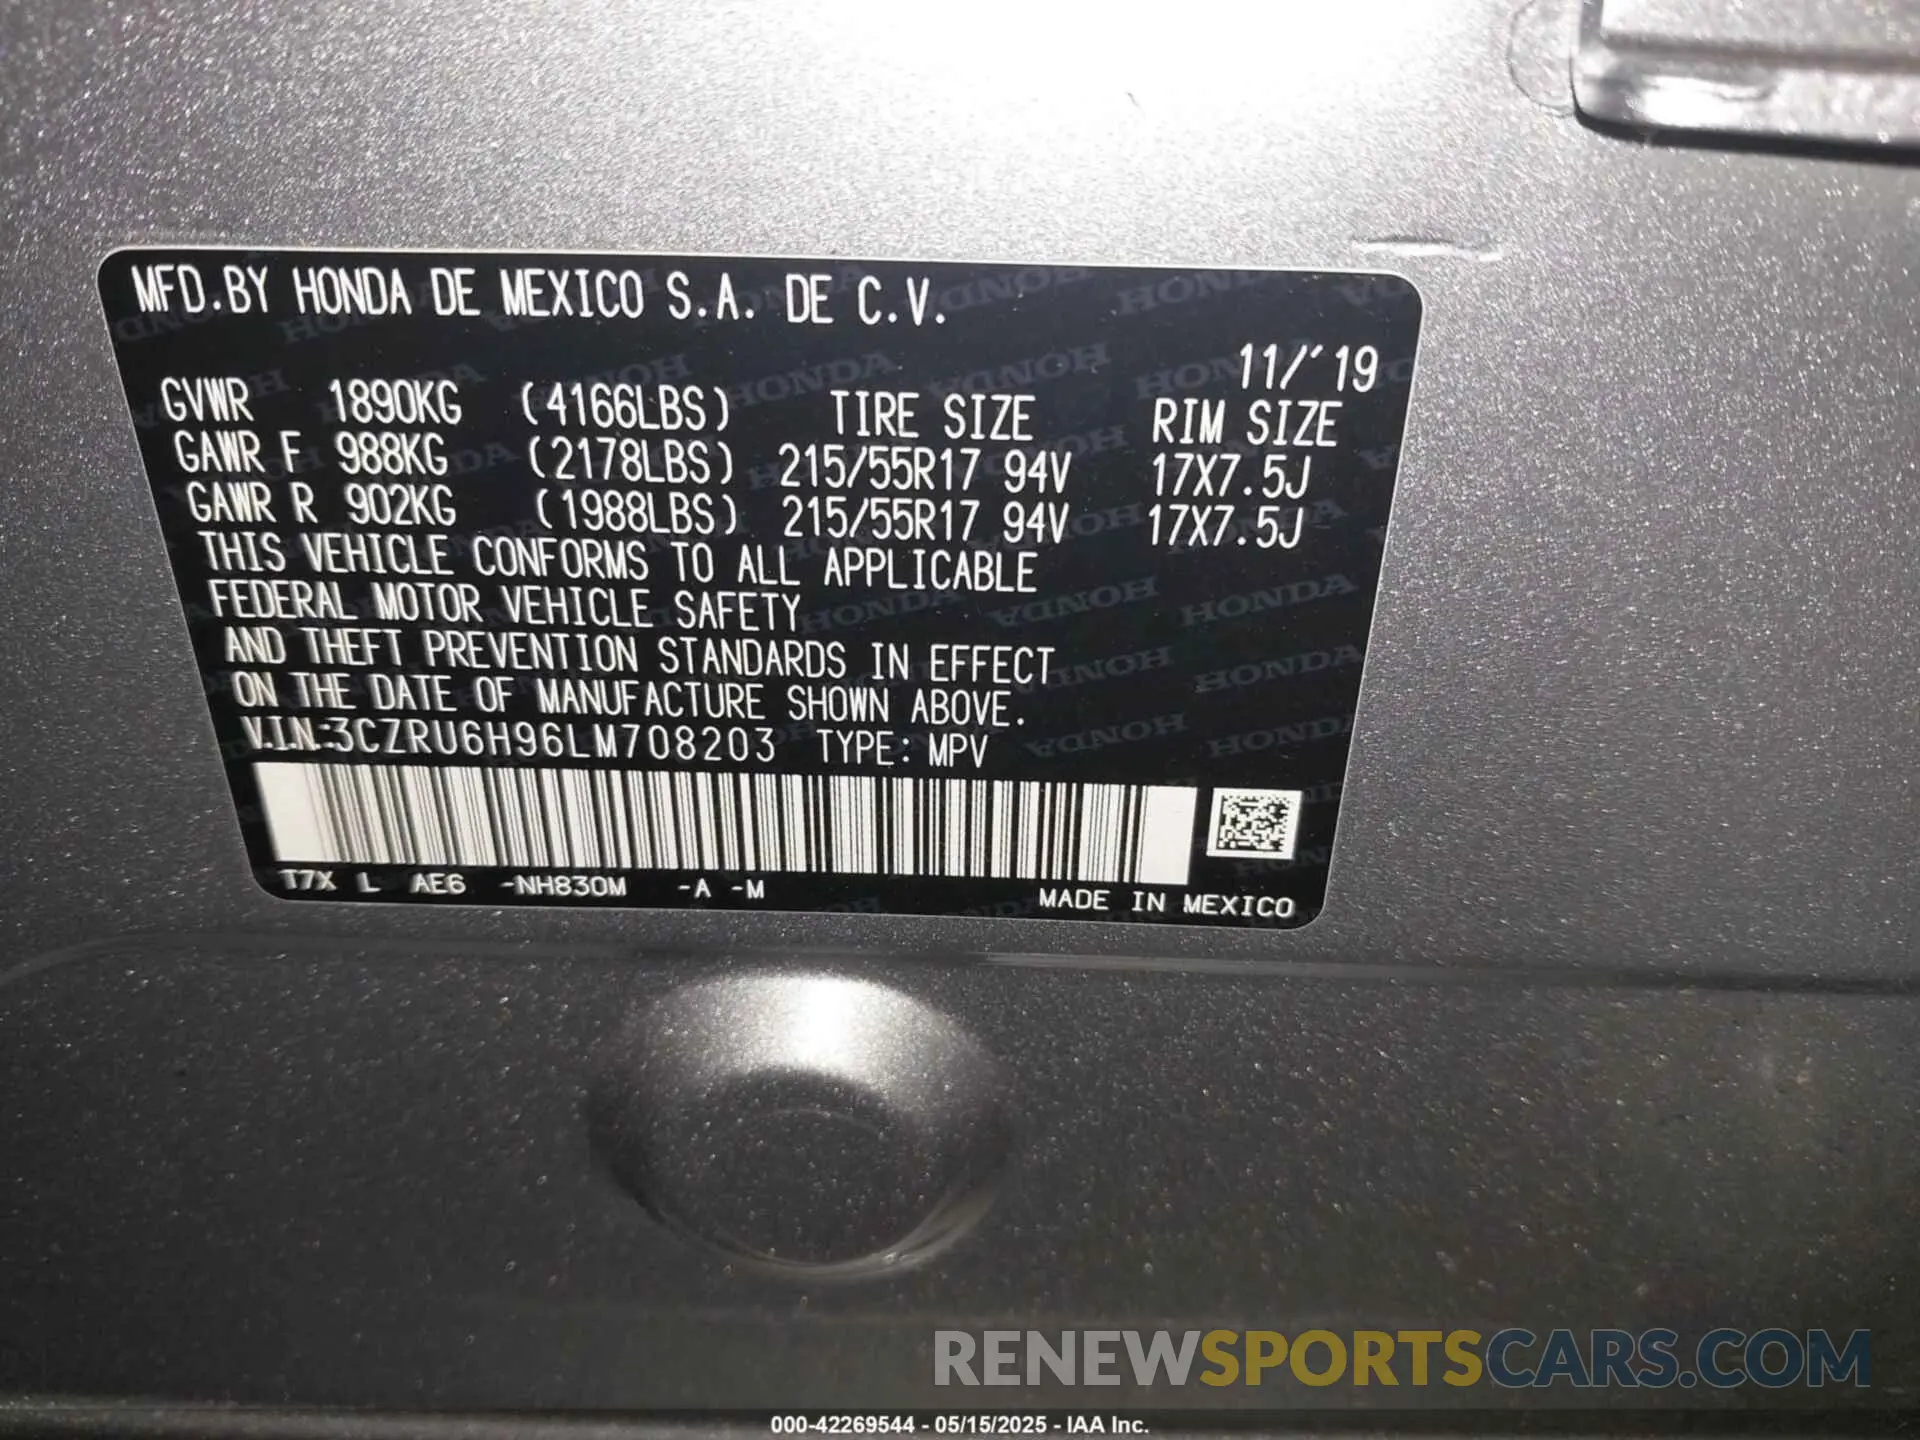 MFD.BY HONDA DE MEXICO S.A. DE C.V.
11/'19
GVWR 1890KG (4166LBS) TIRE SIZE RIM SIZE
GAWR F 988KG (2178LBS) 215/55R17 94V 17X7.5J
GAWR R 902KG (1988LBS) 215/55R17 94V 17X7.5J
THIS VEHICLE CONFORMS TO ALL APPLICABLE
FEDERAL MOTOR VEHICLE SAFETY
AND THEFT PREVENTION STANDARDS IN EFFECT
ON THE DATE OF MANUFACTURE SHOWN ABOVE.
V.I.N:3CZRU6H96LM708203 TYPE: MPV
T7X L AE6 -NH830M -A -M MADE IN MEXICO
RENEWSPORTSCARS.COM
000-42269544 - 05/15/2025 - IAA Inc.